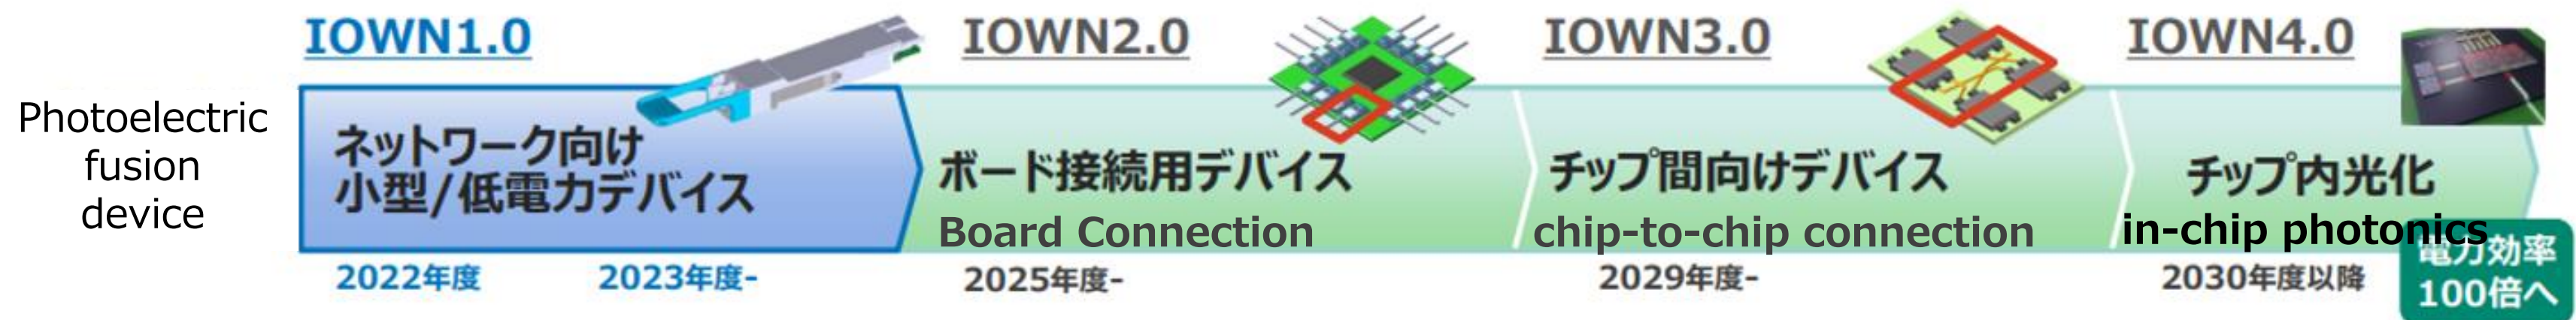 Photoelectric
fusion
device
IOWN1.0
ネットワーク向け
小型/低電力デバイス
2022年度
2023年度-
IOWN2.0
ボード接続用デバイス
Board Connection
2025年度-
IOWN3.0
チップ間向けデバイス
chip-to-chip connection
2029年度-
IOWN4.0
チップ内光化
in-chip photonics
2030年度以降
電力効率
100倍へ